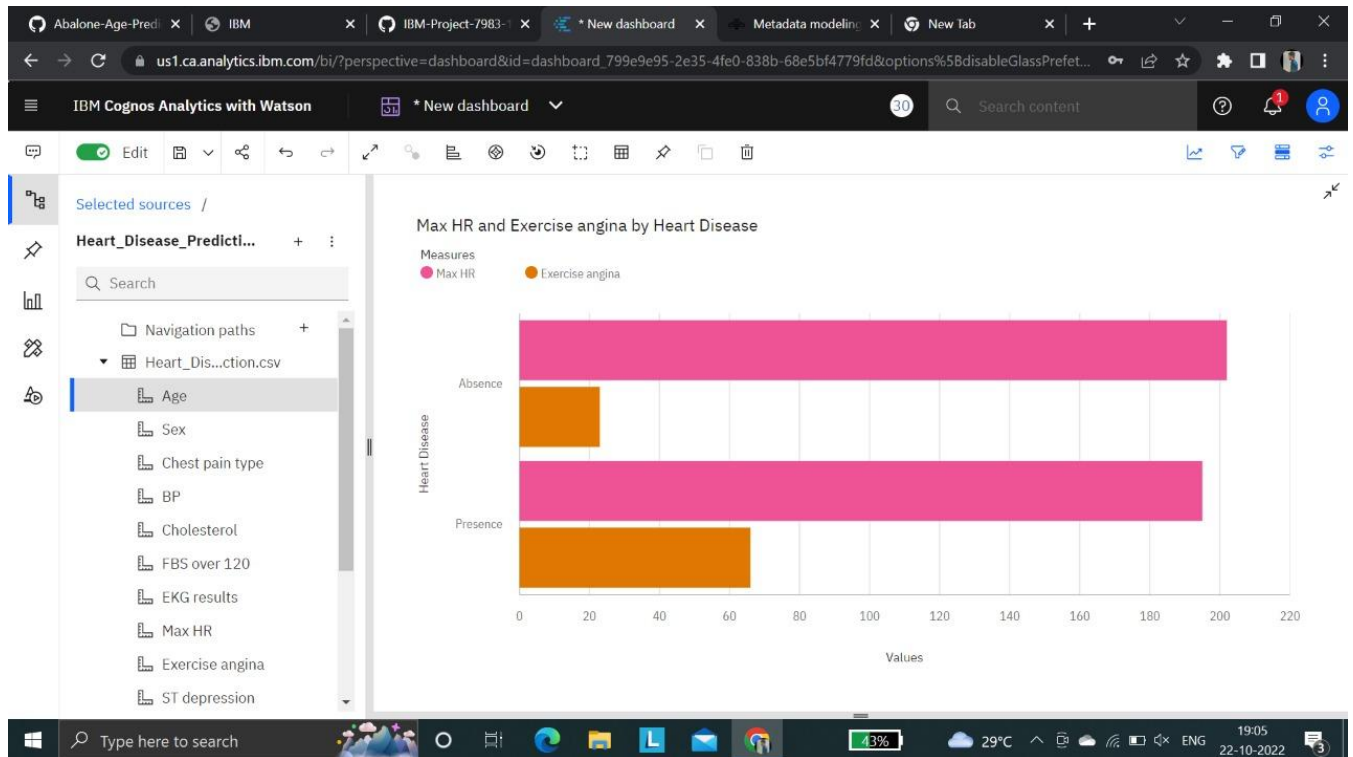 Abalone-Age-Predi
IBM
IBM-Project-7983-1
* New dashboard
Metadata modeling
New Tab
us1.ca.analytics.ibm.com/bi/?perspective=dashboard&id=dashboard_799e9e95-2e35-4fe0-838b-68e5bf4779fd&options%5BdisableGlassPrefet...
IBM Cognos Analytics with Watson
* New dashboard
30
Search content
1
Edit
Selected sources /
Heart_Disease_Predicti...
Search
Navigation paths
Heart_Dis...ction.csv
Age
Sex
Chest pain type
BP
Cholesterol
FBS over 120
EKG results
Max HR
Exercise angina
ST depression
Max HR and Exercise angina by Heart Disease
Measures
Max HR
Exercise angina
Heart Disease
Absence
Presence
0 20 40 60 80 100 120 140 160 180 200 220
Values
Type here to search
L
43%
29°C
ENG
19:05
22-10-2022
3